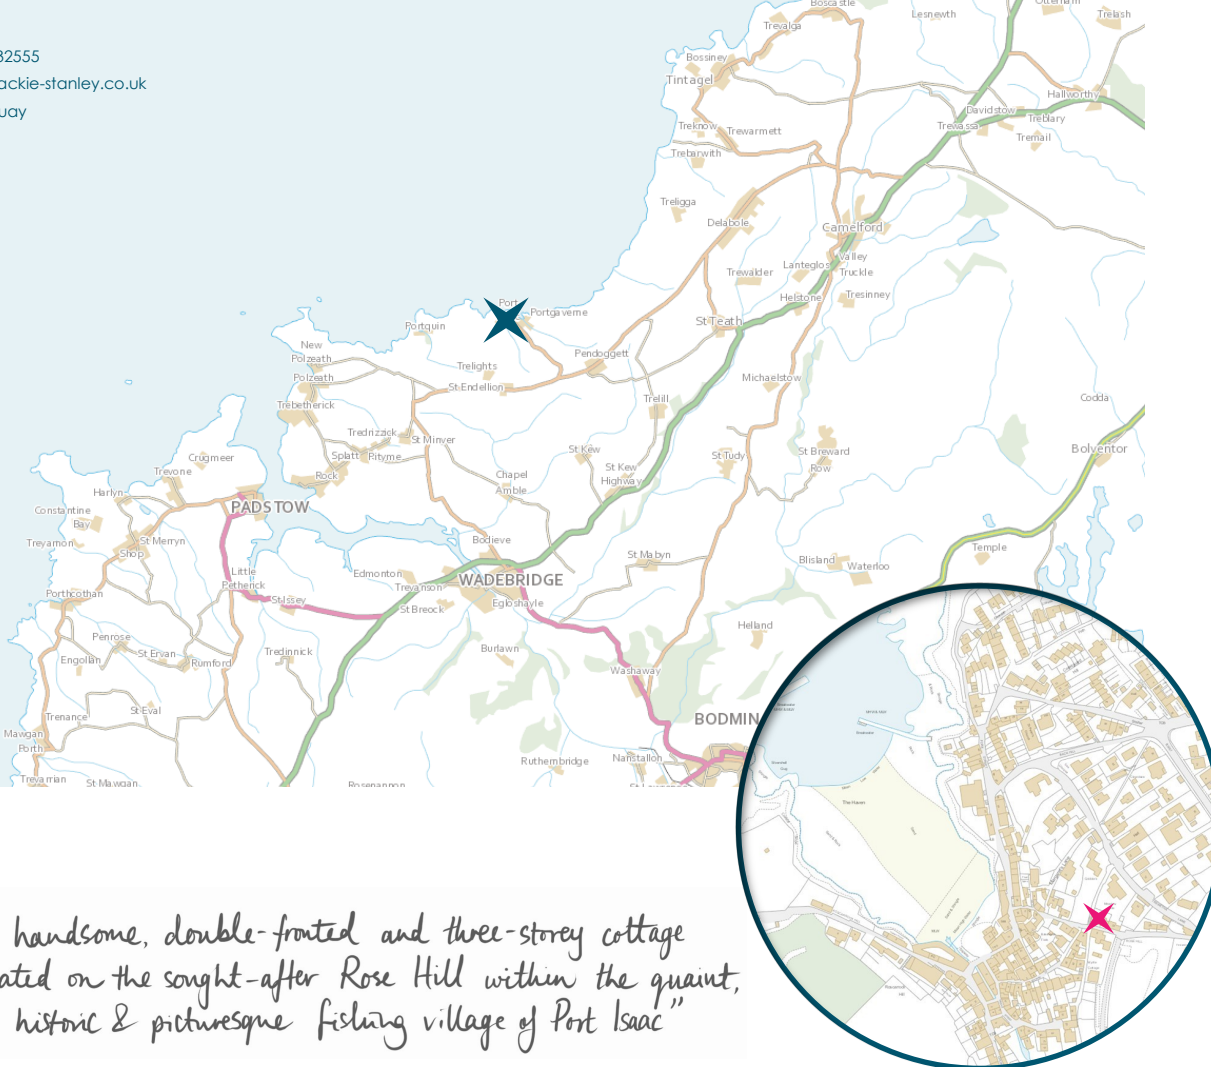 82555
ackie-stanley.co.uk
uay
Boscastle
Lesnewth
Otterham
Trelash
Trevalga
Bossiney
Tintagel
Hallworthy
Davidstow
Treblary
Trewassa
Tremail
Treknow
Trewarmett
Trebarwith
Treligga
Delabole
Camelford
Valley
Truckle
Lanteglos
Trewalder
Helstone
Tresinney
Port
Portgaverne
Portquin
St Teath
New
Polzeath
Polzeath
Pendoggett
Trelights
St Endellion
Michaelstow
Trebetherick
Trelill
Codda
Tredrizzick
St Minver
Splatt
Pityme
Rock
St Kew
St Kew
Highway
St Tudy
St Breward
Row
Bolventor
Crugmeer
Trevone
Harlyn
Chapel
Amble
PADSTOW
Constantine
Bay
Treyarnon
St Merryn
Shop
Bodieve
Temple
Little
Petherick
Edmonton
Trevanson
WADEBRIDGE
St Mabyn
Blisland
Waterloo
Porthcothan
St Issey
St Breock
Egloshayle
Penrose
Engollan
St Ervan
Rumford
Tredinnick
Burlawn
Helland
Washaway
Trenance
St Eval
BODMIN
Mawgan
Porth
Ruthernbridge
Nanstallon
Trevarrian
St Mawgan
Rosenannon
The Haven
handsome, double-fronted and three-storey cottage
ated on the sought-after Rose Hill within the quaint,
historic & picturesque fishing village of Port Isaac”